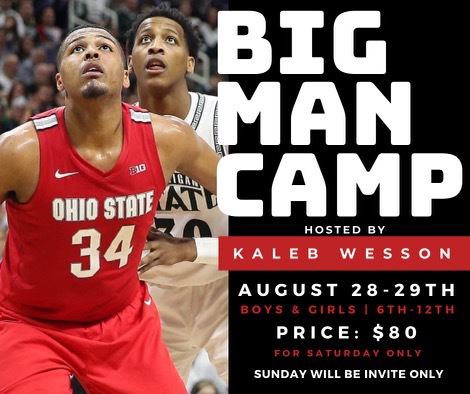 BIG
MAN
CAMP
HOSTED BY
KALEB WESSON
AUGUST 28-29TH
BOYS & GIRLS | 6TH-12TH
PRICE: $80
FOR SATURDAY ONLY
SUNDAY WILL BE INVITE ONLY
B1G
OHIO STATE
34